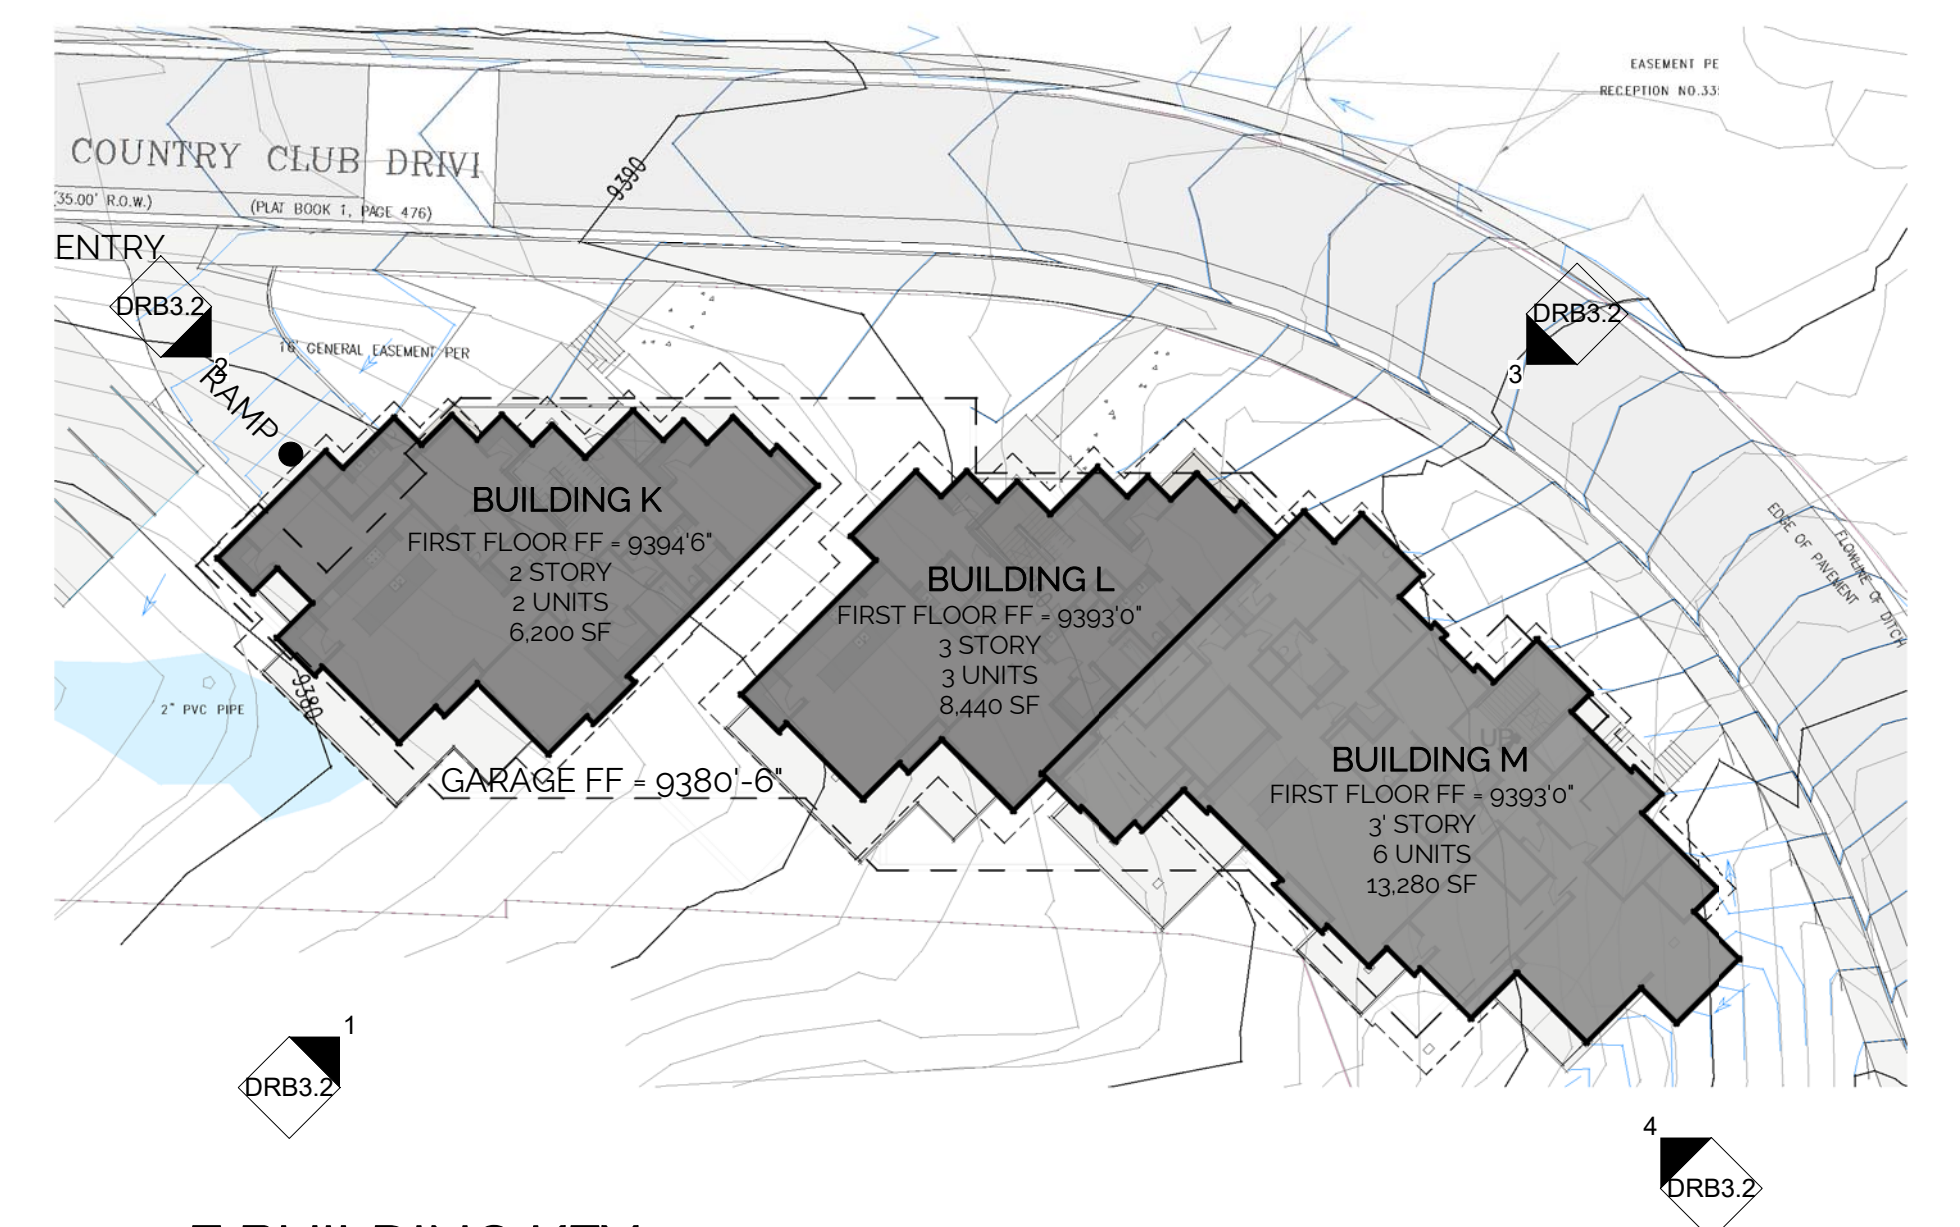 EASEMENT PE
RECEPTION NO.33
COUNTRY CLUB DRIV
(35.00' R.O.W.)
(PLAT BOOK 1, PAGE 476)
9390
ENTRY
DRB3.2
2
RAMP
16' GENERAL EASEMENT PER
DRB3.2
3
BUILDING K
FIRST FLOOR FF = 9394'6"
2 STORY
2 UNITS
6,200 SF
BUILDING L
FIRST FLOOR FF = 9393'0"
3 STORY
3 UNITS
8,440 SF
EDGE OF PAVEMENT
FLOWLINE OF DITCH
9380
2" PVC PIPE
GARAGE FF = 9380'-6"
UP
BUILDING M
FIRST FLOOR FF = 9393'0"
3' STORY
6 UNITS
13,280 SF
1
DRB3.2
4
DRB3.2